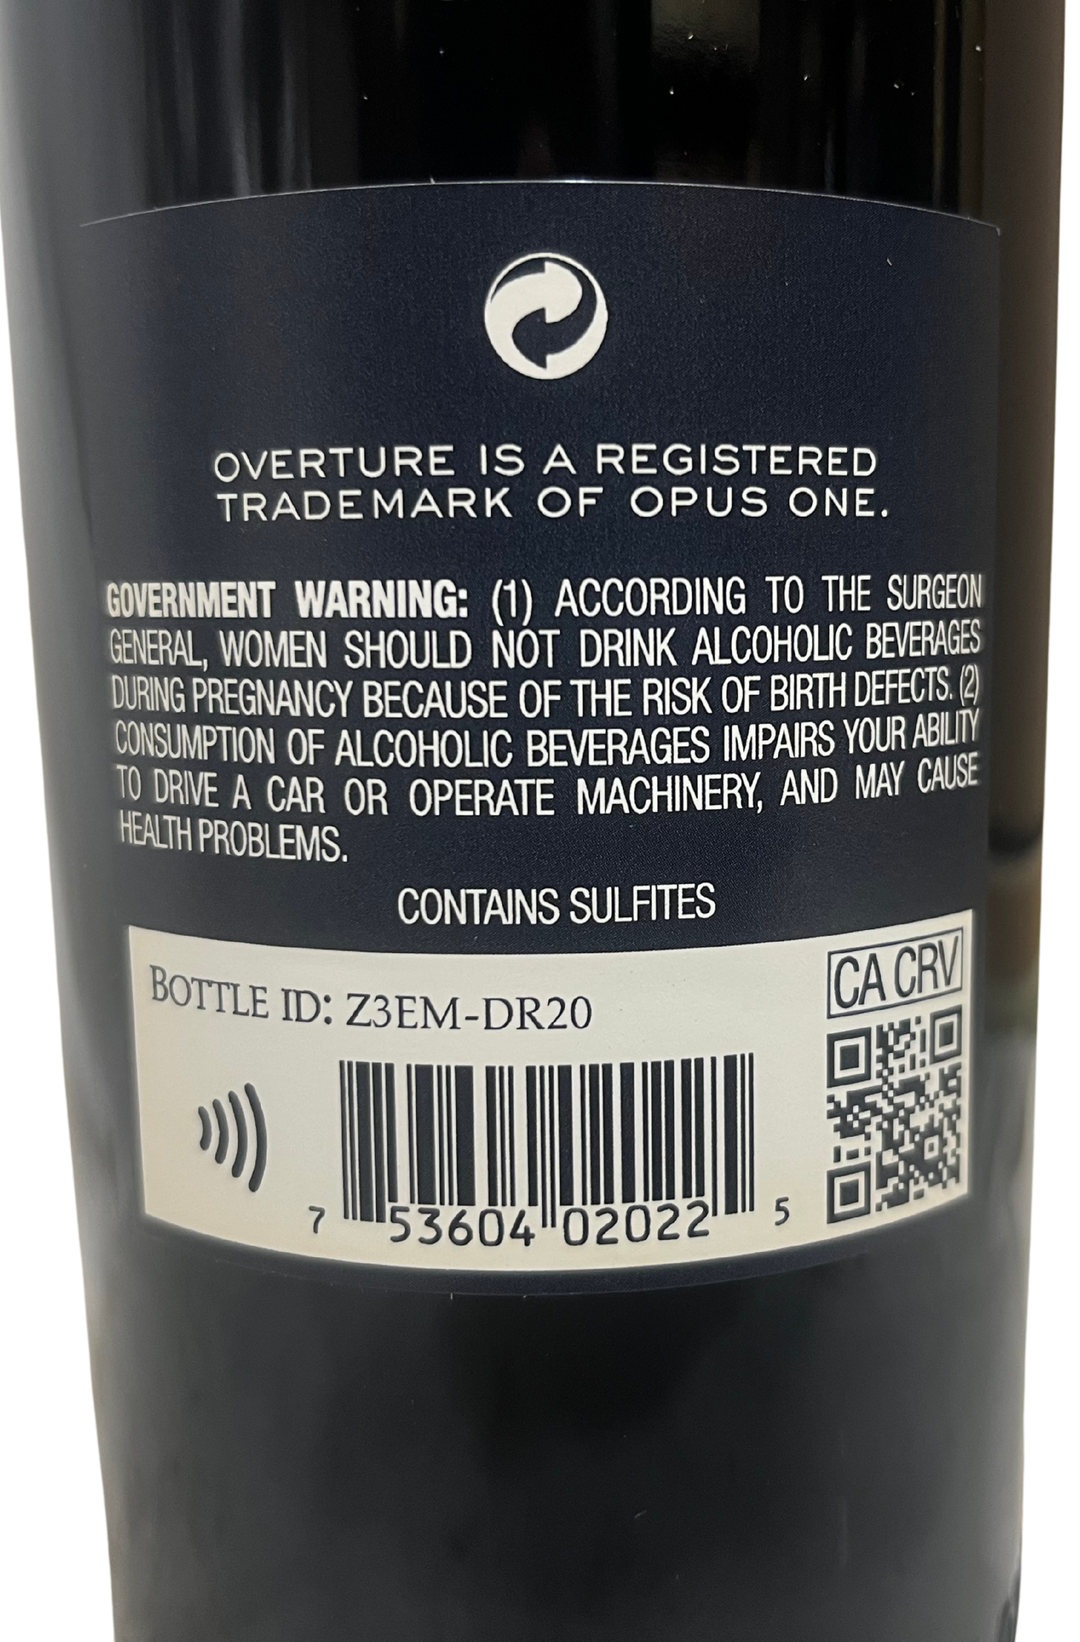 OVERTURE IS A REGISTERED
TRADEMARK OF OPUS ONE.
GOVERNMENT WARNING: (1) ACCORDING TO THE SURGEON
GENERAL, WOMEN SHOULD NOT DRINK ALCOHOLIC BEVERAGES
DURING PREGNANCY BECAUSE OF THE RISK OF BIRTH DEFECTS. (2)
CONSUMPTION OF ALCOHOLIC BEVERAGES IMPAIRS YOUR ABILITY
TO DRIVE A CAR OR OPERATE MACHINERY, AND MAY CAUSE
HEALTH PROBLEMS.
CONTAINS SULFITES
BOTTLE ID: Z3EM-DR20
CA CRV
7 53604 02022 5